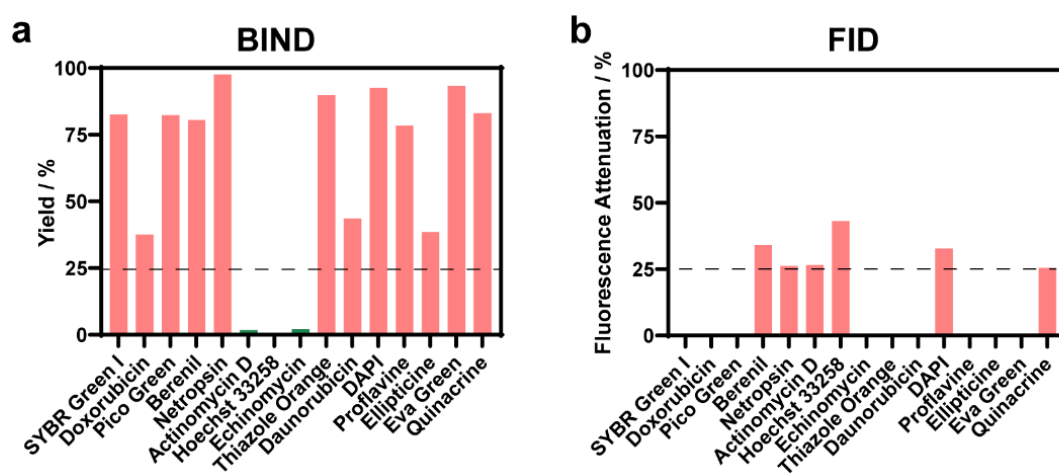 a
BIND
Yield / %
100
75
50
25
0
SYBR Green I
Doxorubicin
Pico Green
Berenil
Netropsin
Actinomycin D
Hoechst 33258
Echinomycin
Thiazole Orange
Daunorubicin
DAPI
Proflavine
Ellipticine
Eva Green
Quinacrine
b
FID
Fluorescence Attenuation / %
100
75
50
25
0
SYBR Green I
Doxorubicin
Pico Green
Berenil
Netropsin
Actinomycin D
Hoechst 33258
Echinomycin
Thiazole Orange
Daunorubicin
DAPI
Proflavine
Ellipticine
Eva Green
Quinacrine